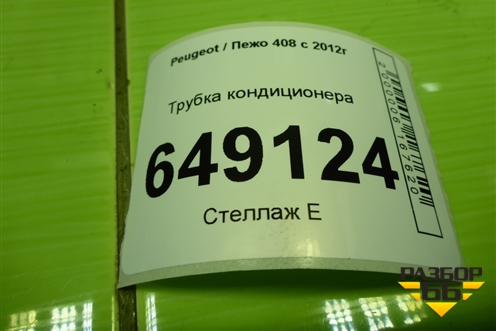 Peugeot / Пежо 408 с 2012г
Трубка кондиционера
649124
Стеллаж Е
РАЗБОР
66